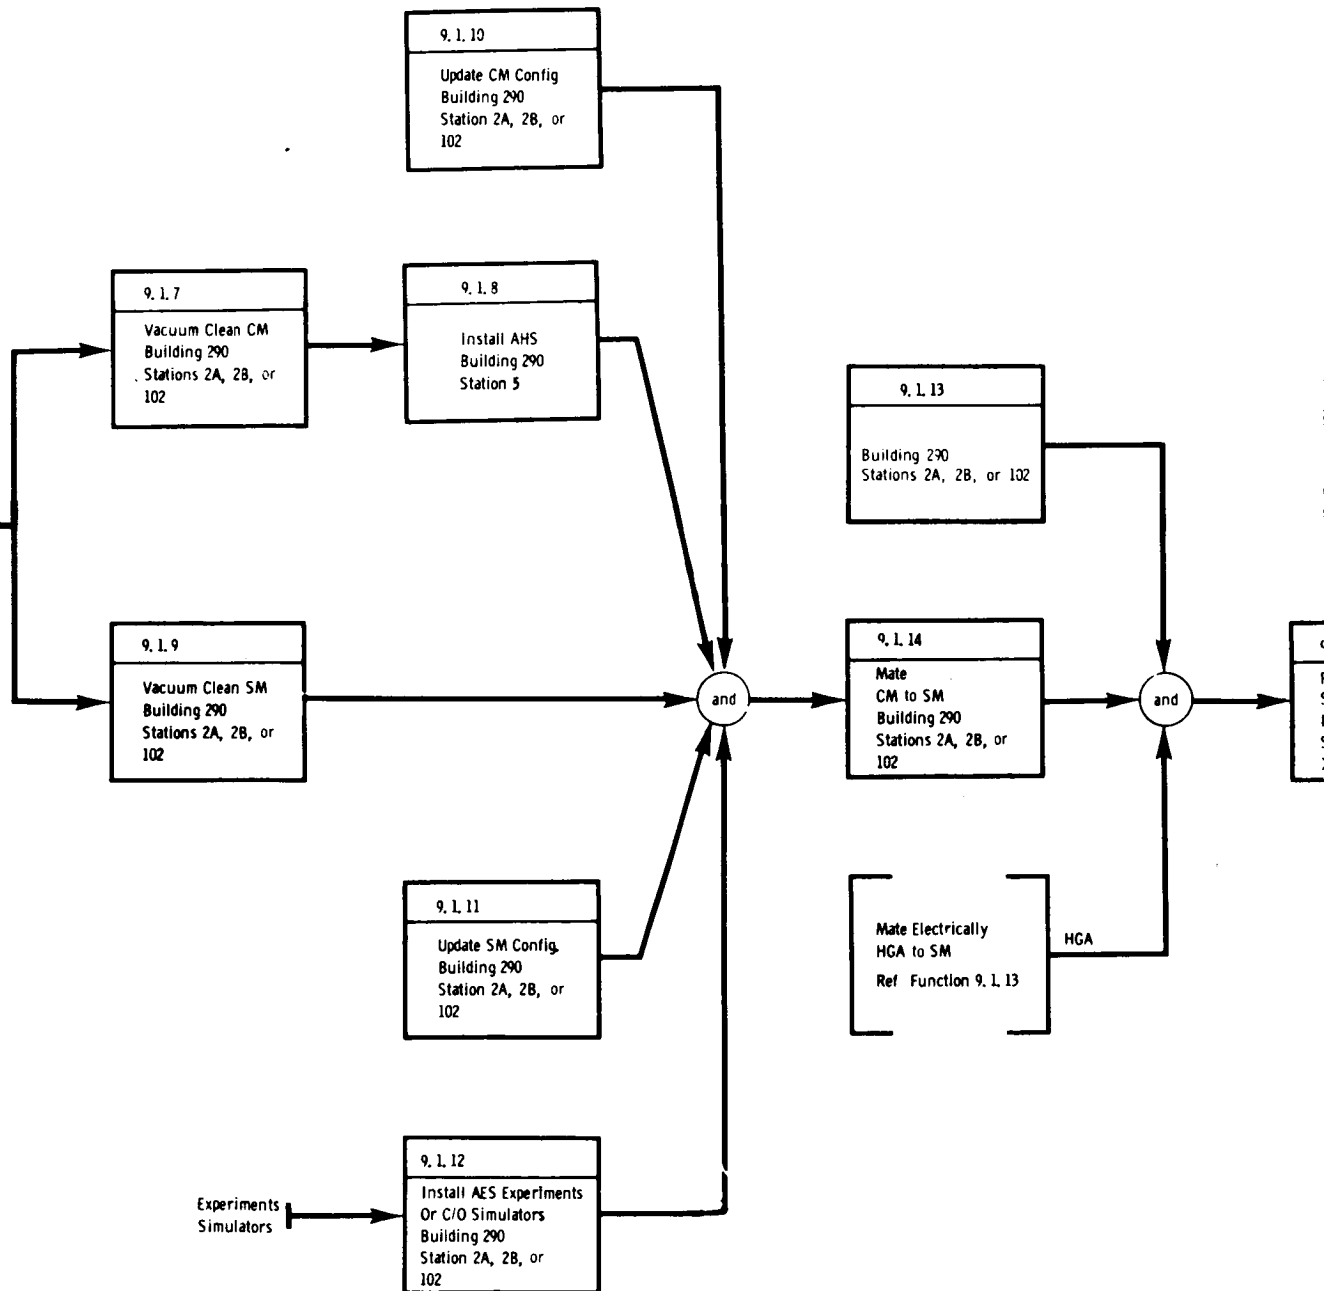 9.1.10
Update CM Config
Building 290
Station 2A, 2B, or
102
9.1.7
Vacuum Clean CM
Building 290
Stations 2A, 2B, or
102
9.1.8
Install AHS
Building 290
Station 5
9.1.13
Building 290
Stations 2A, 2B, or 102
9.1.9
Vacuum Clean SM
Building 290
Stations 2A, 2B, or
102
and
9.1.14
Mate
CM to SM
Building 290
Stations 2A, 2B, or
102
and
9.1.11
Update SM Config.
Building 290
Station 2A, 2B, or
102
Mate Electrically
HGA to SM
Ref Function 9.1.13
HGA
Experiments
Simulators
9.1.12
Install AES Experiments
Or C/O Simulators
Building 290
Station 2A, 2B, or
102